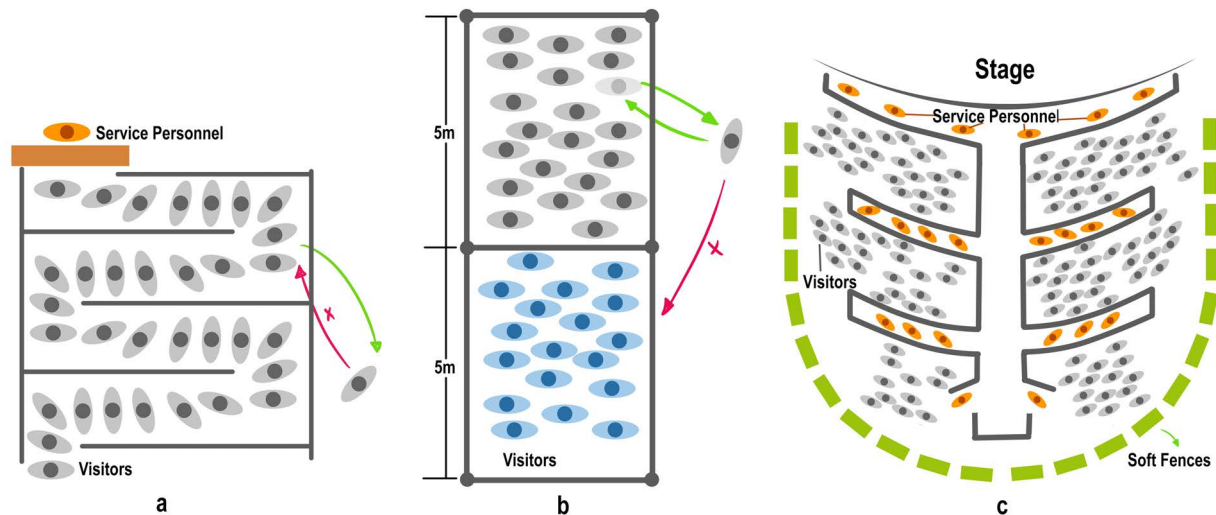 Service Personnel
Visitors
a
5m
5m
Visitors
b
Stage
Service Personnel
Visitors
Soft Fences
c